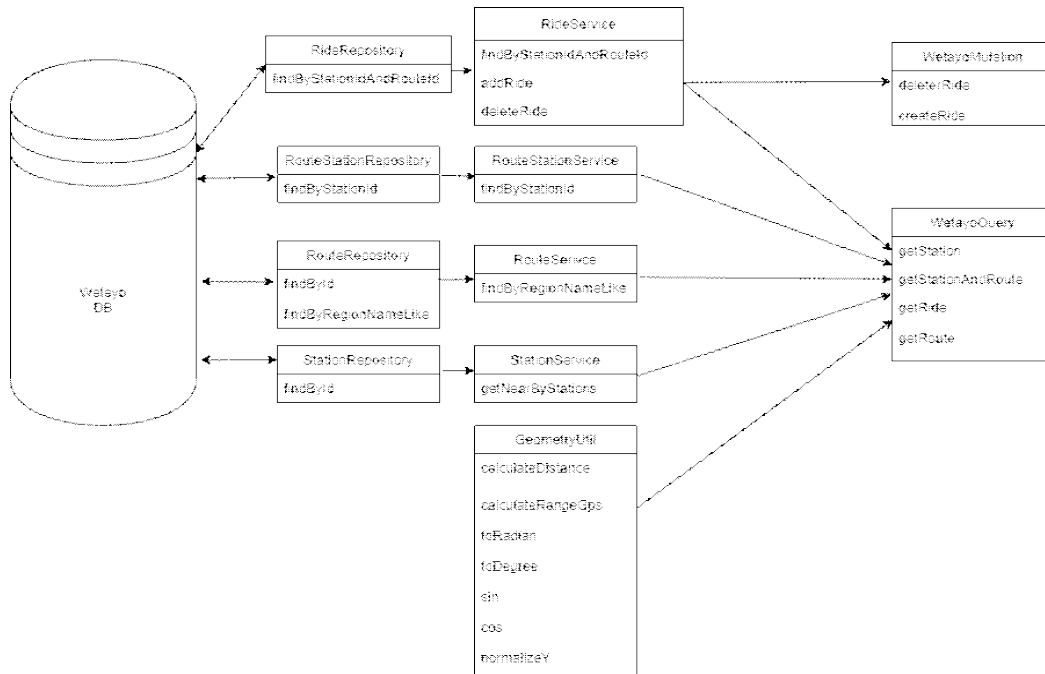 Wetayo
DB
RideRepository
findByStationIdAndRouteId
RideService
findByStationIdAndRouteId
addRide
deleteRide
WetayoMutation
deleterRide
createRide
RouteStationRepository
findByStationId
RouteStationService
findByStationId
WetayoQuery
getStation
getStationAndRoute
getRide
getRoute
RouteRepository
findById
findByRegionNameLike
RouteService
findByRegionNameLike
StationRepository
findById
StationService
getNearByStations
GeometryUtil
calculateDistance
calculateRangeGps
toRadian
toDegree
sin
cos
normalizeY